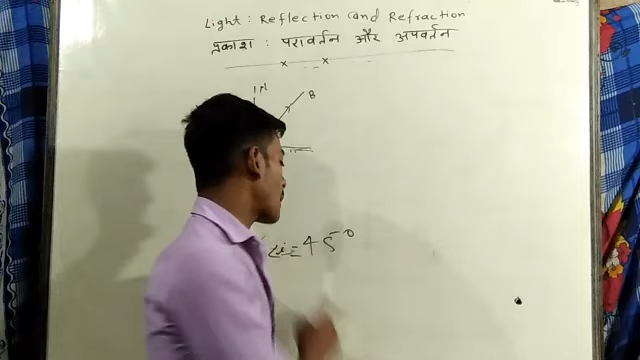 Light : Reflection and Refraction
प्रकाश : परावर्तन और अपवर्तन
N
B
∠i = 45°